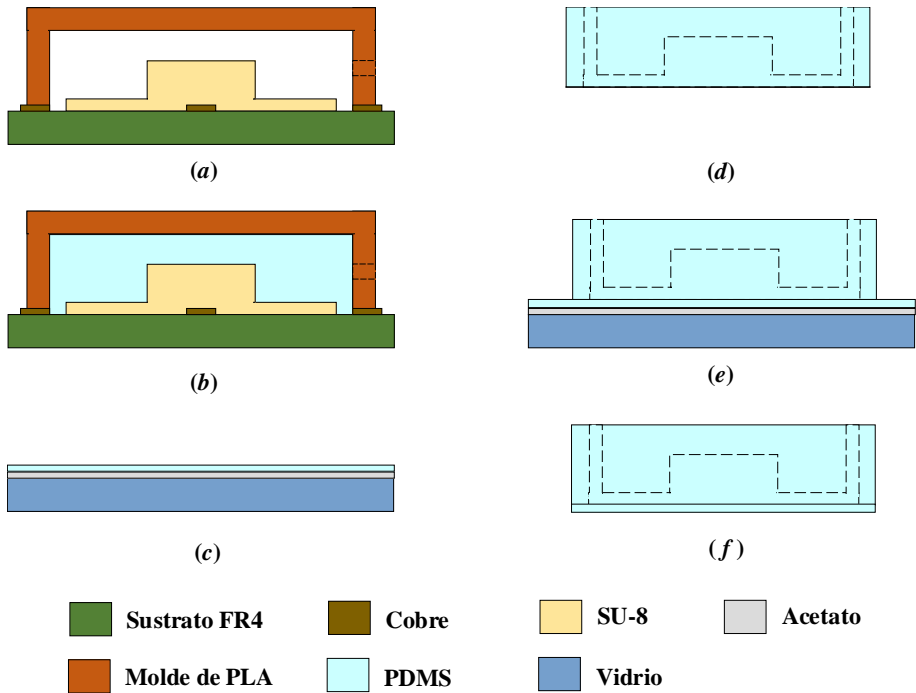 (a)
(d)
(b)
(e)
(c)
(f)
Sustrato FR4
Cobre
SU-8
Acetato
Molde de PLA
PDMS
Vidrio